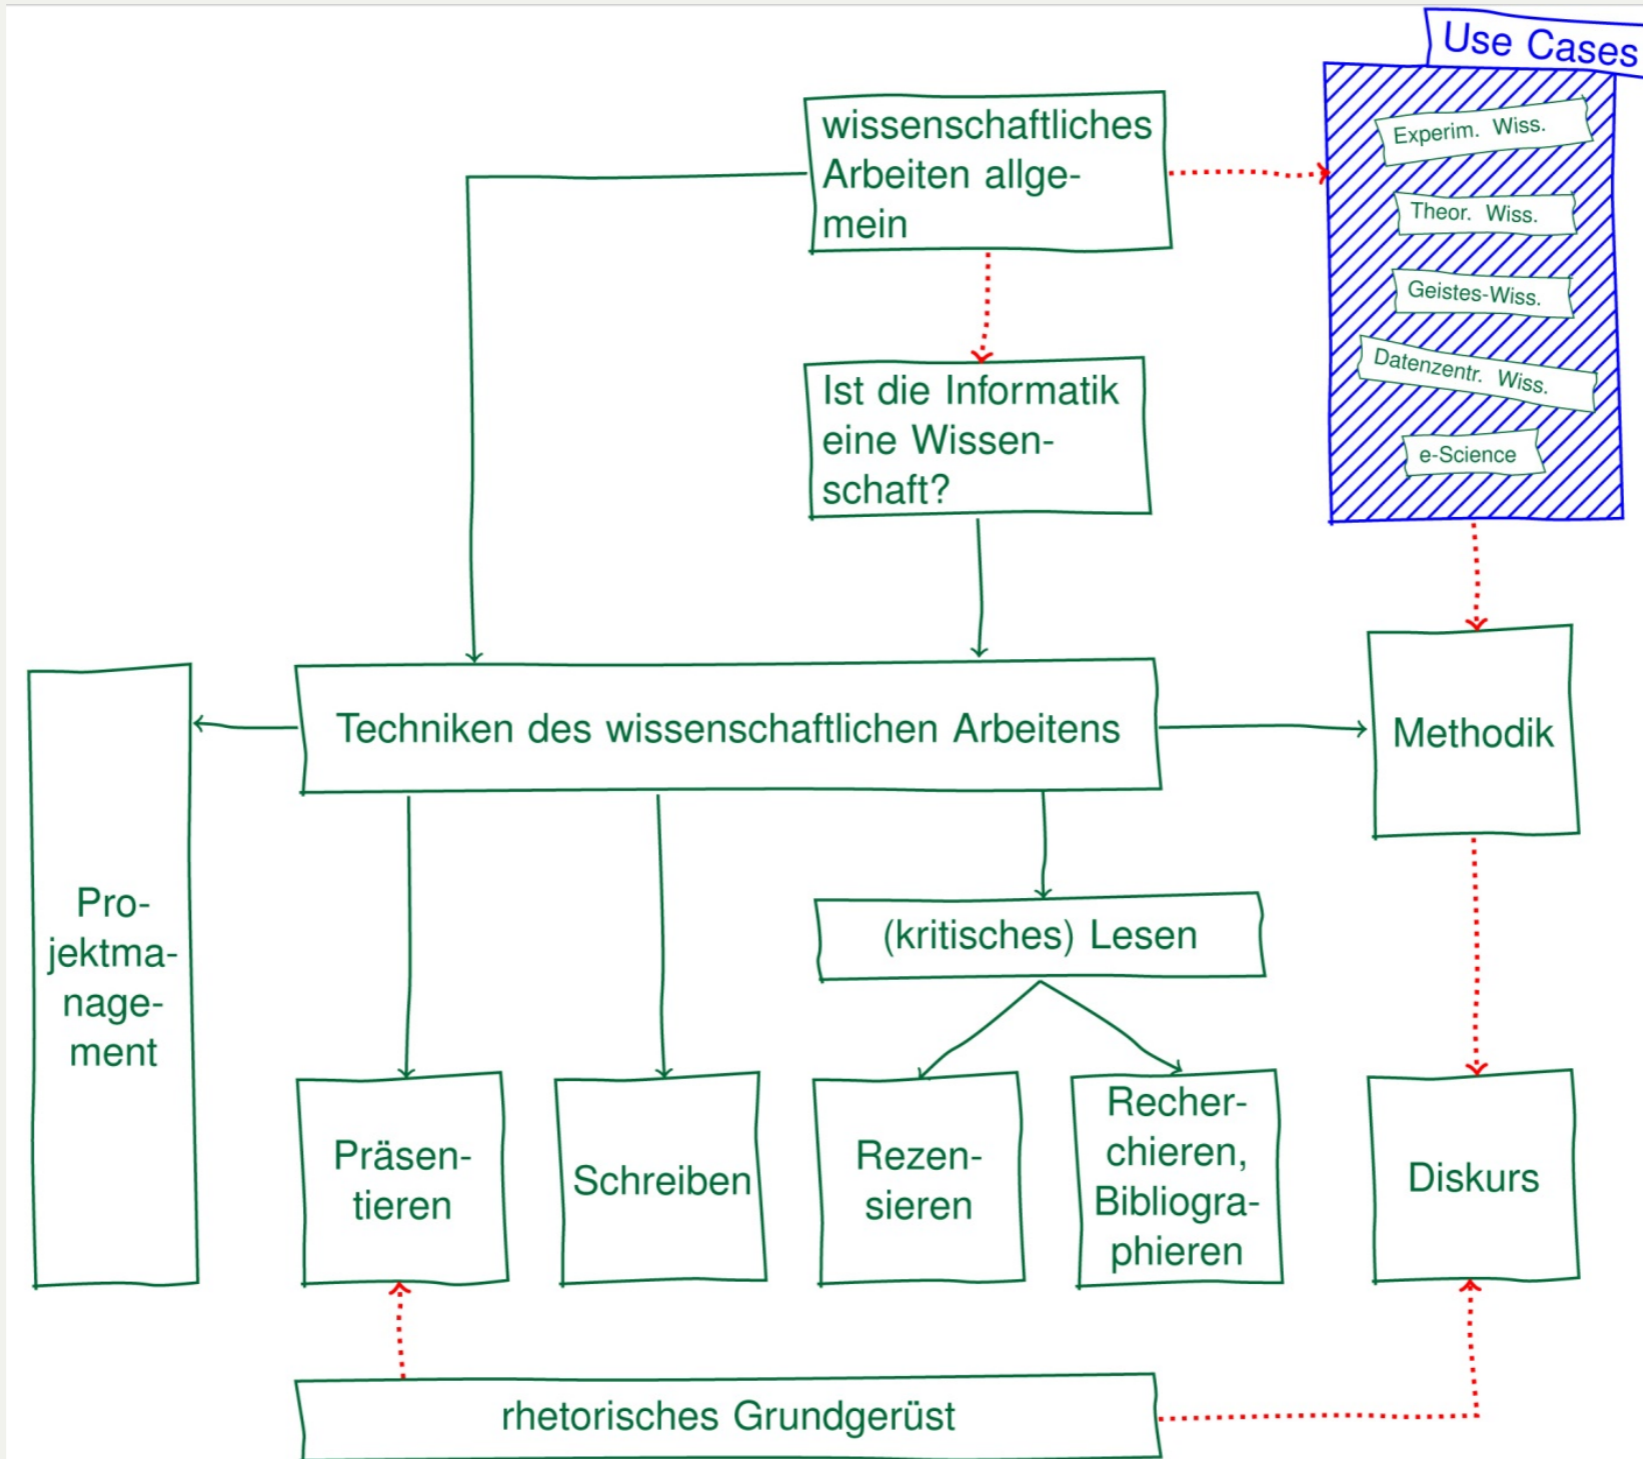 Use Cases
wissenschaftliches
Arbeiten allge-
mein
Experim. Wiss.
Theor. Wiss.
Geistes-Wiss.
Datenzentr. Wiss.
e-Science
Ist die Informatik
eine Wissen-
schaft?
Techniken des wissenschaftlichen Arbeitens
Methodik
Pro-
jektma-
nage-
ment
(kritisches) Lesen
Präsen-
tieren
Schreiben
Rezen-
sieren
Recher-
chieren,
Bibliogra-
phieren
Diskurs
rhetorisches Grundgerüst